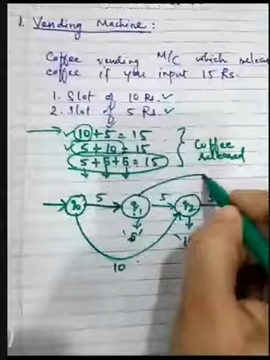 1. Vending Machine:
Coffee vending M/C which
coffee if you input 15 Rs.
1. Slot of 10 Rs. ✓
2. Slot of 5 Rs. ✓
10 + 5 = 15
5 + 10 = 15
5 + 5 + 5 = 15
Coffee
released
q0 5 q1 5 q2
'5'
10